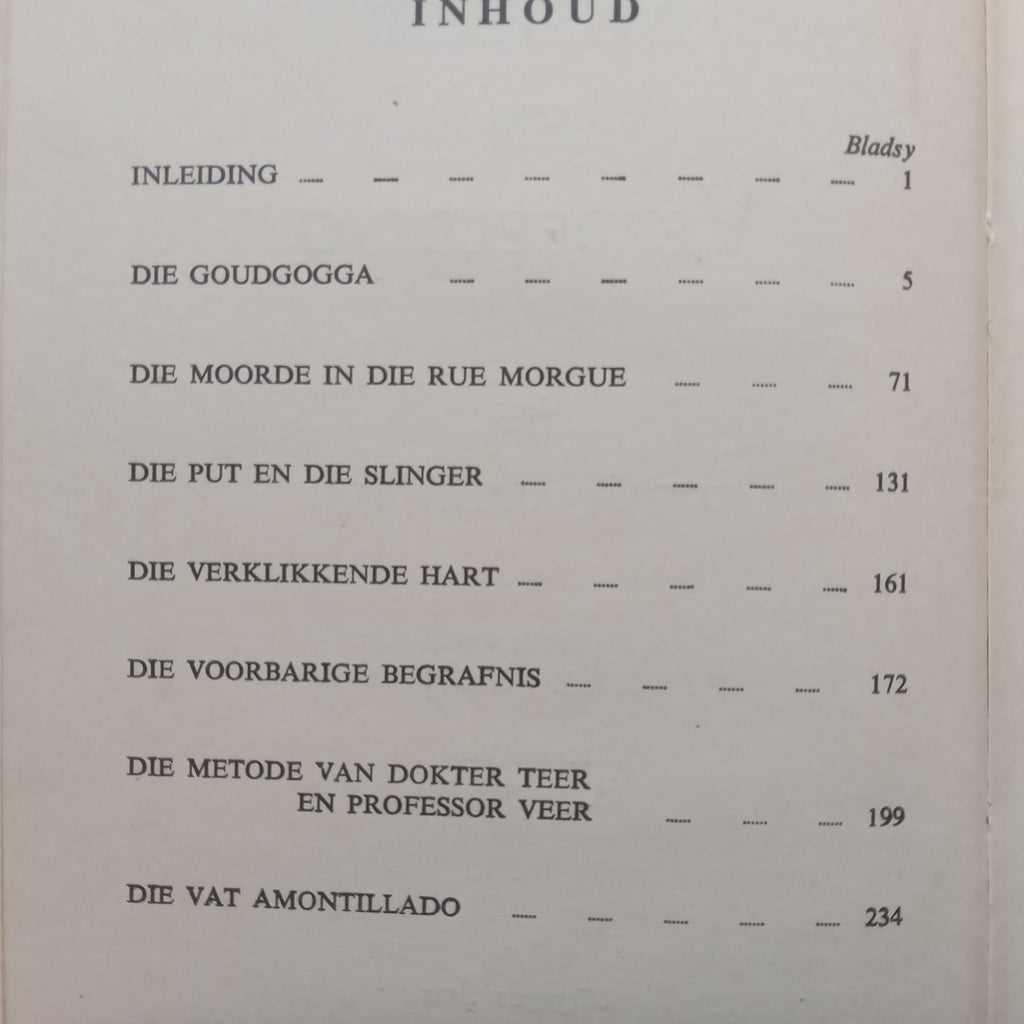 INHOUD
Bladsy
INLEIDING ...... ...... ...... ...... ...... ...... ...... ...... 1
DIE GOUDGOGGA ...... ...... ...... ...... ...... ...... 5
DIE MOORDE IN DIE RUE MORGUE ...... ...... ...... 71
DIE PUT EN DIE SLINGER ...... ...... ...... ...... ...... 131
DIE VERKLIKKENDE HART ...... ...... ...... ...... ...... 161
DIE VOORBARIGE BEGRAFNIS ...... ...... ...... ...... 172
DIE METODE VAN DOKTER TEER
EN PROFESSOR VEER ...... ...... ...... 199
DIE VAT AMONTILLADO ...... ...... ...... ...... ...... 234